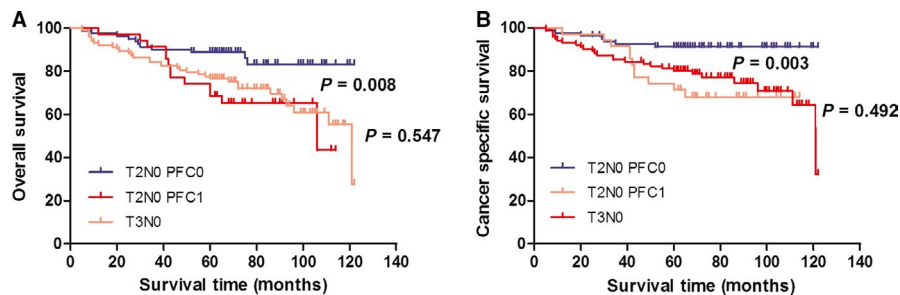 A
Overall survival
100
80
60
40
20
0
P = 0.008
P = 0.547
T2N0 PFC0
T2N0 PFC1
T3N0
0 20 40 60 80 100 120 140
Survival time (months)
B
Cancer specific survival
100
80
60
40
20
0
P = 0.003
P = 0.492
T2N0 PFC0
T2N0 PFC1
T3N0
0 20 40 60 80 100 120 140
Survival time (months)